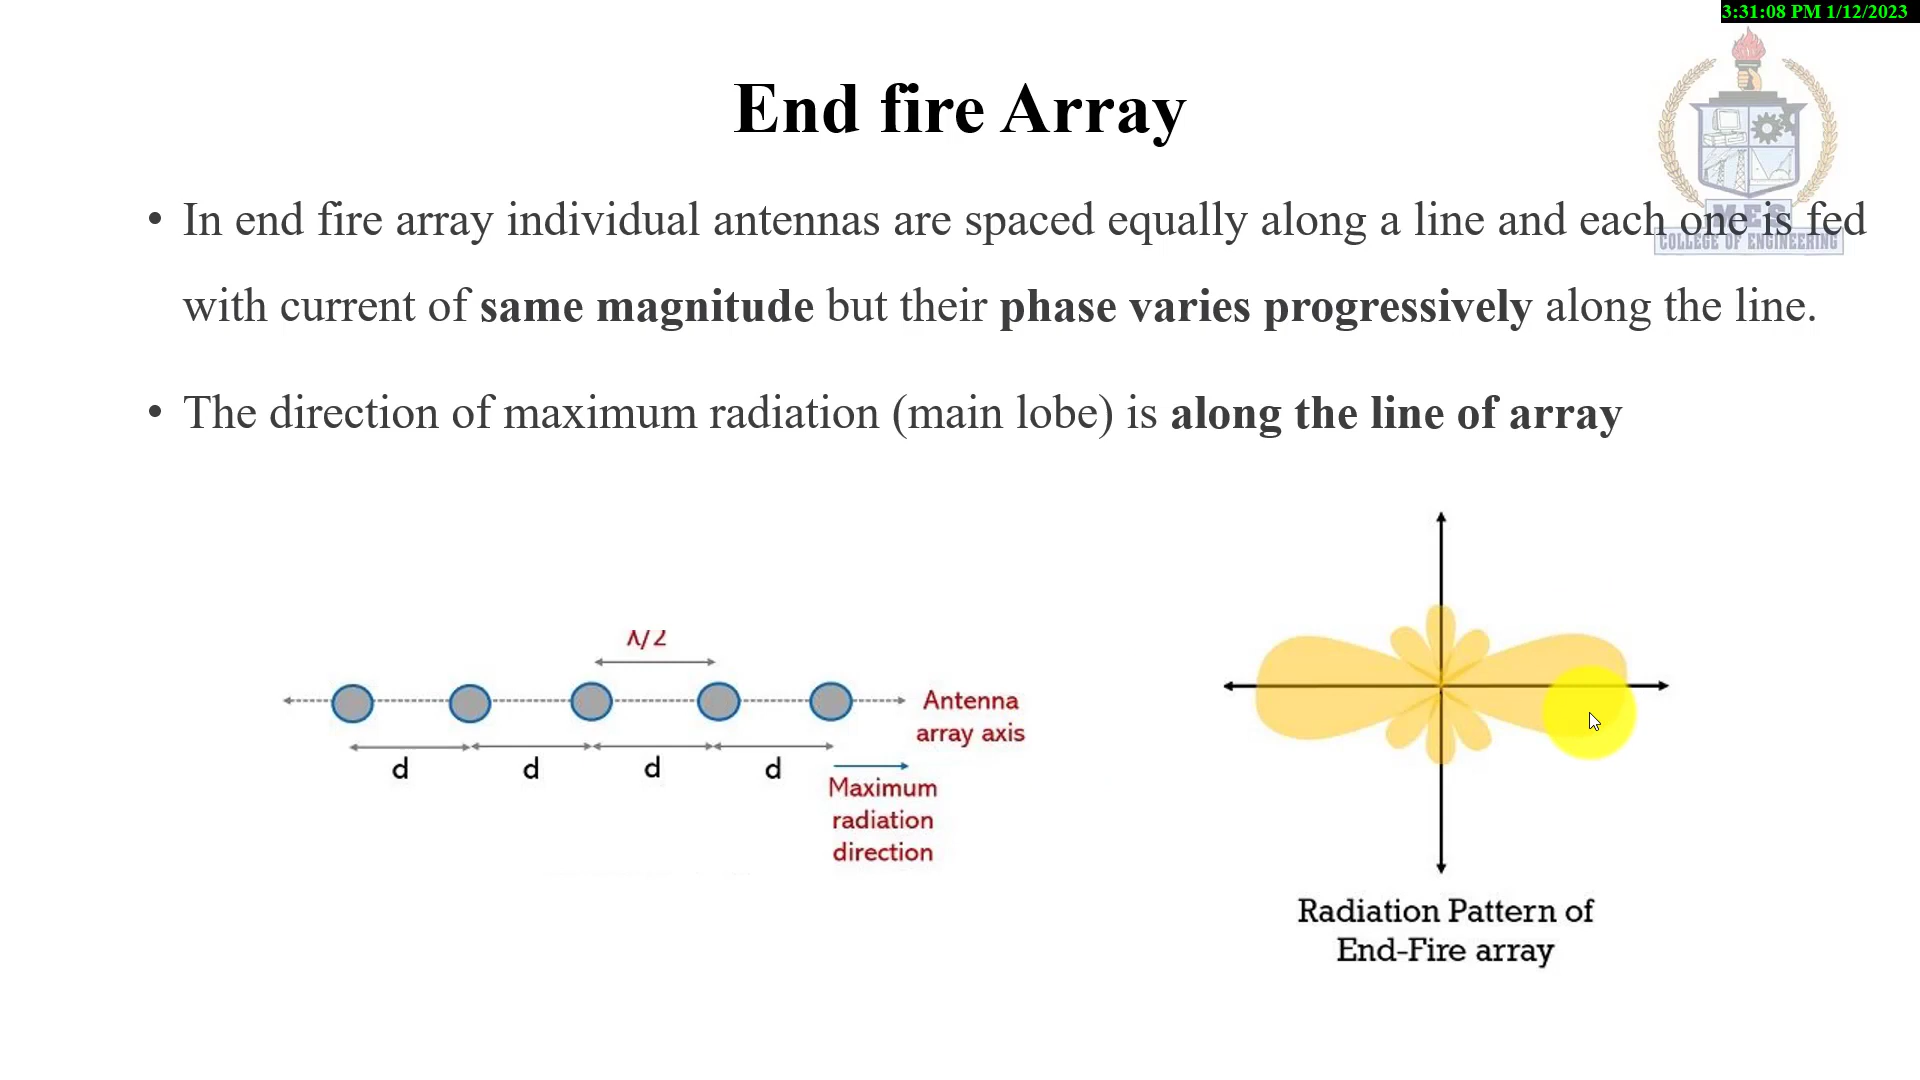 3:31:08 PM 1/12/2023
End fire Array
• In end fire array individual antennas are spaced equally along a line and each one is fed
with current of same magnitude but their phase varies progressively along the line.
• The direction of maximum radiation (main lobe) is along the line of array
M.E.S
COLLEGE OF ENGINEERING
λ/2
Antenna
array axis
d d d d
Maximum
radiation
direction
Radiation Pattern of
End-Fire array